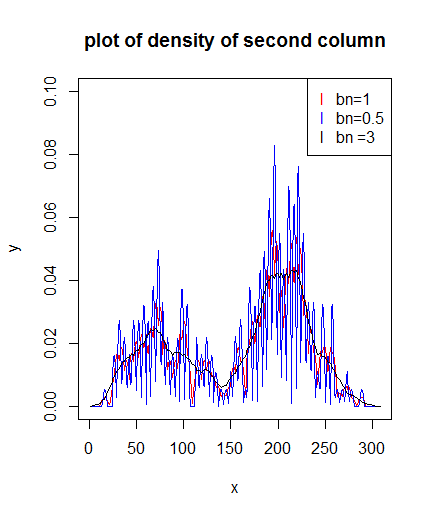 plot of density of second column
l bn=1
l bn=0.5
l bn =3
0.10
0.08
0.06
0.04
0.02
0.00
y
0 50 100 150 200 250 300
x